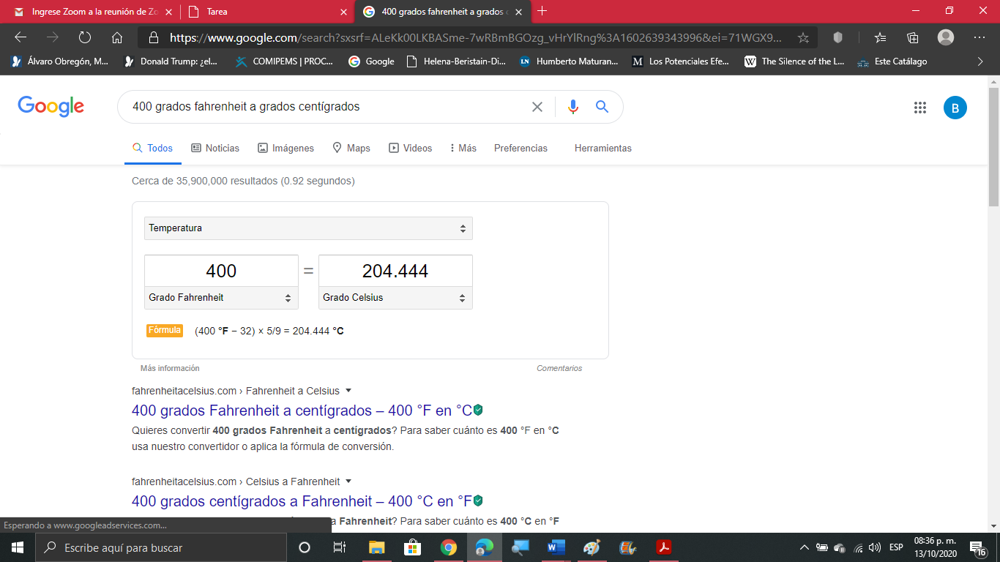 Ingrese Zoom a la reunión de Zo
Tarea
400 grados fahrenheit a grados c
https://www.google.com/search?sxsrf=ALeKk00LKBASme-7wRBmBGOzg_vHrYlRng%3A1602639343996&ei=71WGX9...
Álvaro Obregón, M...
Donald Trump: ¿el...
COMIPEMS | PROC...
Google
Helena-Beristain-Di...
LN Humberto Maturan...
M Los Potenciales Efe...
W The Silence of the L...
Este Catálago
Google
400 grados fahrenheit a grados centígrados
B
Todos
Noticias
Imágenes
Maps
Videos
Más
Preferencias
Herramientas
Cerca de 35,900,000 resultados (0.92 segundos)
Temperatura
400 = 204.444
Grado Fahrenheit
Grado Celsius
Fórmula (400 °F − 32) × 5/9 = 204.444 °C
Más información
Comentarios
fahrenheitacelsius.com › Fahrenheit a Celsius
400 grados Fahrenheit a centígrados – 400 °F en °C
Quieres convertir 400 grados Fahrenheit a centígrados? Para saber cuánto es 400 °F en °C
usa nuestro convertidor o aplica la fórmula de conversión.
fahrenheitacelsius.com › Celsius a Fahrenheit
400 grados centígrados a Fahrenheit – 400 °C en °F
a Fahrenheit? Para saber cuánto es 400 °C en °F
Esperando a www.googleadservices.com...
Escribe aquí para buscar
ESP
08:36 p. m.
13/10/2020
16